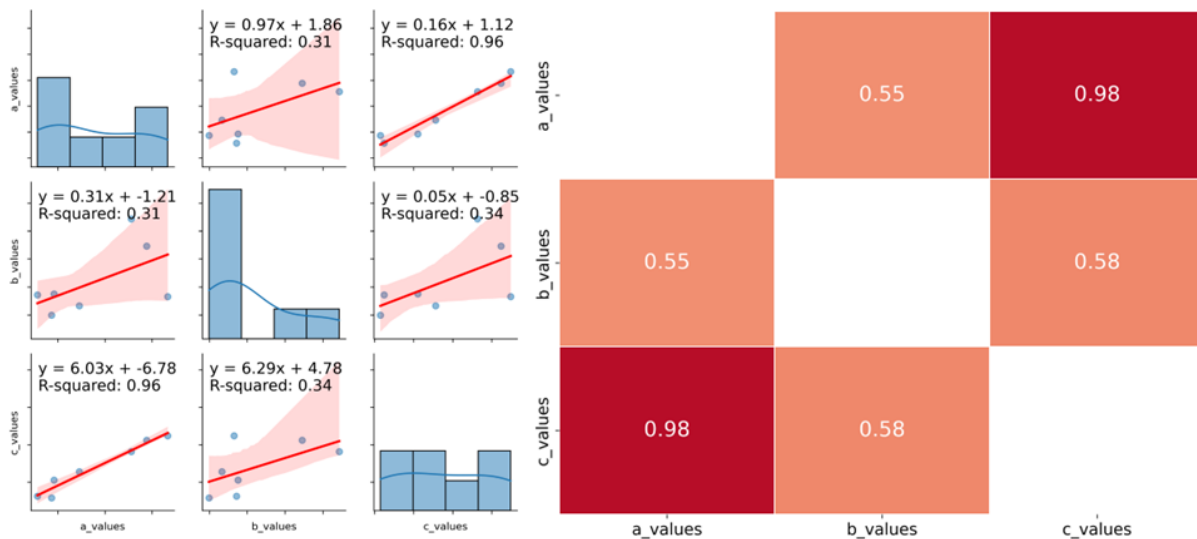 y = 0.97x + 1.86
R-squared: 0.31
y = 0.16x + 1.12
R-squared: 0.96
a_values
y = 0.31x + -1.21
R-squared: 0.31
y = 0.05x + -0.85
R-squared: 0.34
b_values
y = 6.03x + -6.78
R-squared: 0.96
y = 6.29x + 4.78
R-squared: 0.34
c_values
a_values
b_values
c_values
a_values
0.55
0.98
b_values
0.55
0.58
c_values
0.98
0.58
a_values
b_values
c_values